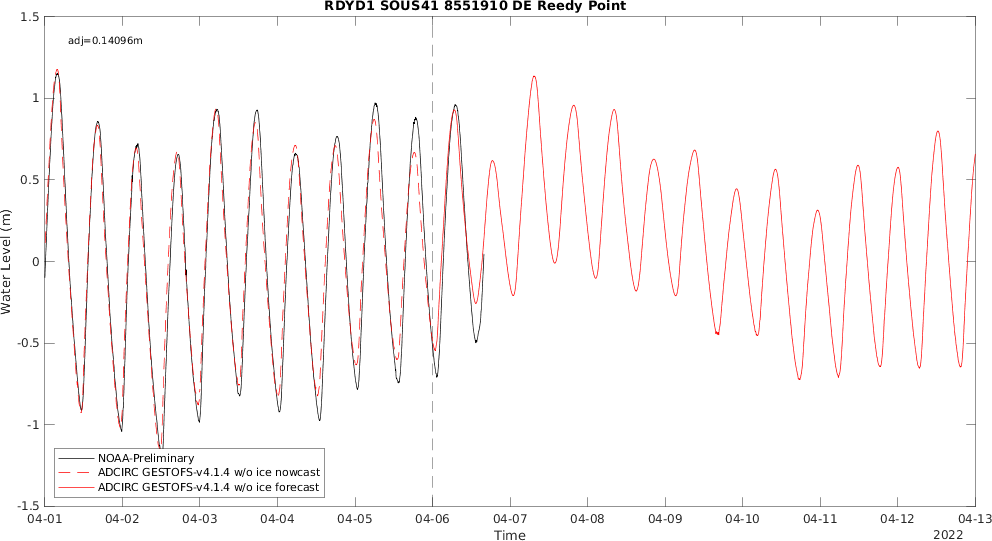 RDYD1 SOUS41 8551910 DE Reedy Point
1.5
adj=0.14096m
1
0.5
0
-0.5
-1
-1.5
Water Level (m)
NOAA-Preliminary
ADCIRC GESTOFS-v4.1.4 w/o ice nowcast
ADCIRC GESTOFS-v4.1.4 w/o ice forecast
04-01 04-02 04-03 04-04 04-05 04-06 04-07 04-08 04-09 04-10 04-11 04-12 04-13
Time
2022